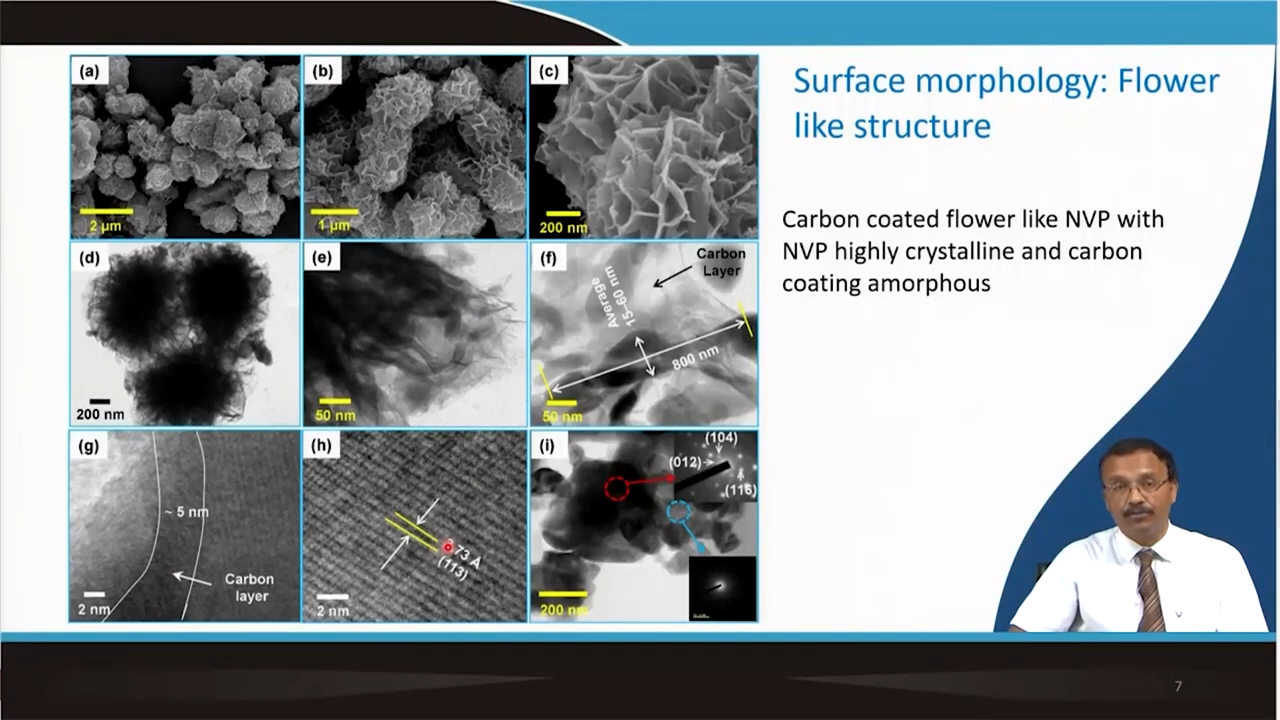 Surface morphology: Flower
like structure
Carbon coated flower like NVP with
NVP highly crystalline and carbon
coating amorphous
(a)
2 µm
(b)
1 µm
(c)
200 nm
(d)
200 nm
(e)
50 nm
(f)
Carbon
Layer
Average
15-60 nm
800 nm
50 nm
(g)
~ 5 nm
Carbon
layer
2 nm
(h)
73 A
(113)
2 nm
(i)
(104)
(012)
(116)
200 nm
7